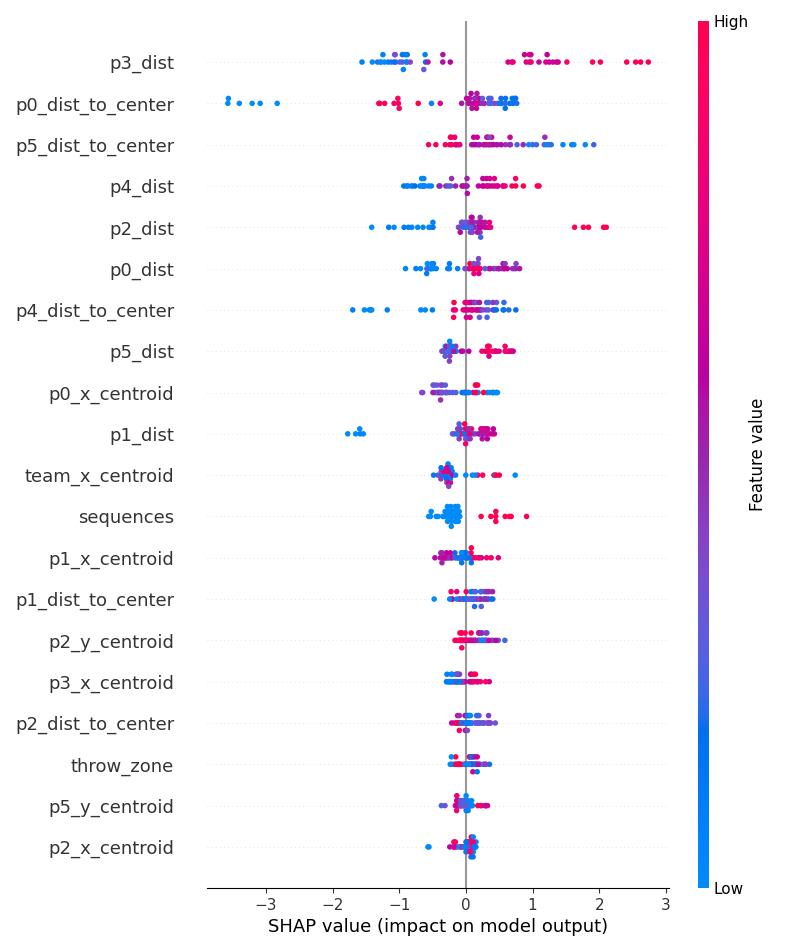 High
p3_dist
p0_dist_to_center
p5_dist_to_center
p4_dist
p2_dist
p0_dist
p4_dist_to_center
p5_dist
p0_x_centroid
p1_dist
team_x_centroid
sequences
p1_x_centroid
p1_dist_to_center
p2_y_centroid
p3_x_centroid
p2_dist_to_center
throw_zone
p5_y_centroid
p2_x_centroid
Feature value
Low
−3 −2 −1 0 1 2 3
SHAP value (impact on model output)